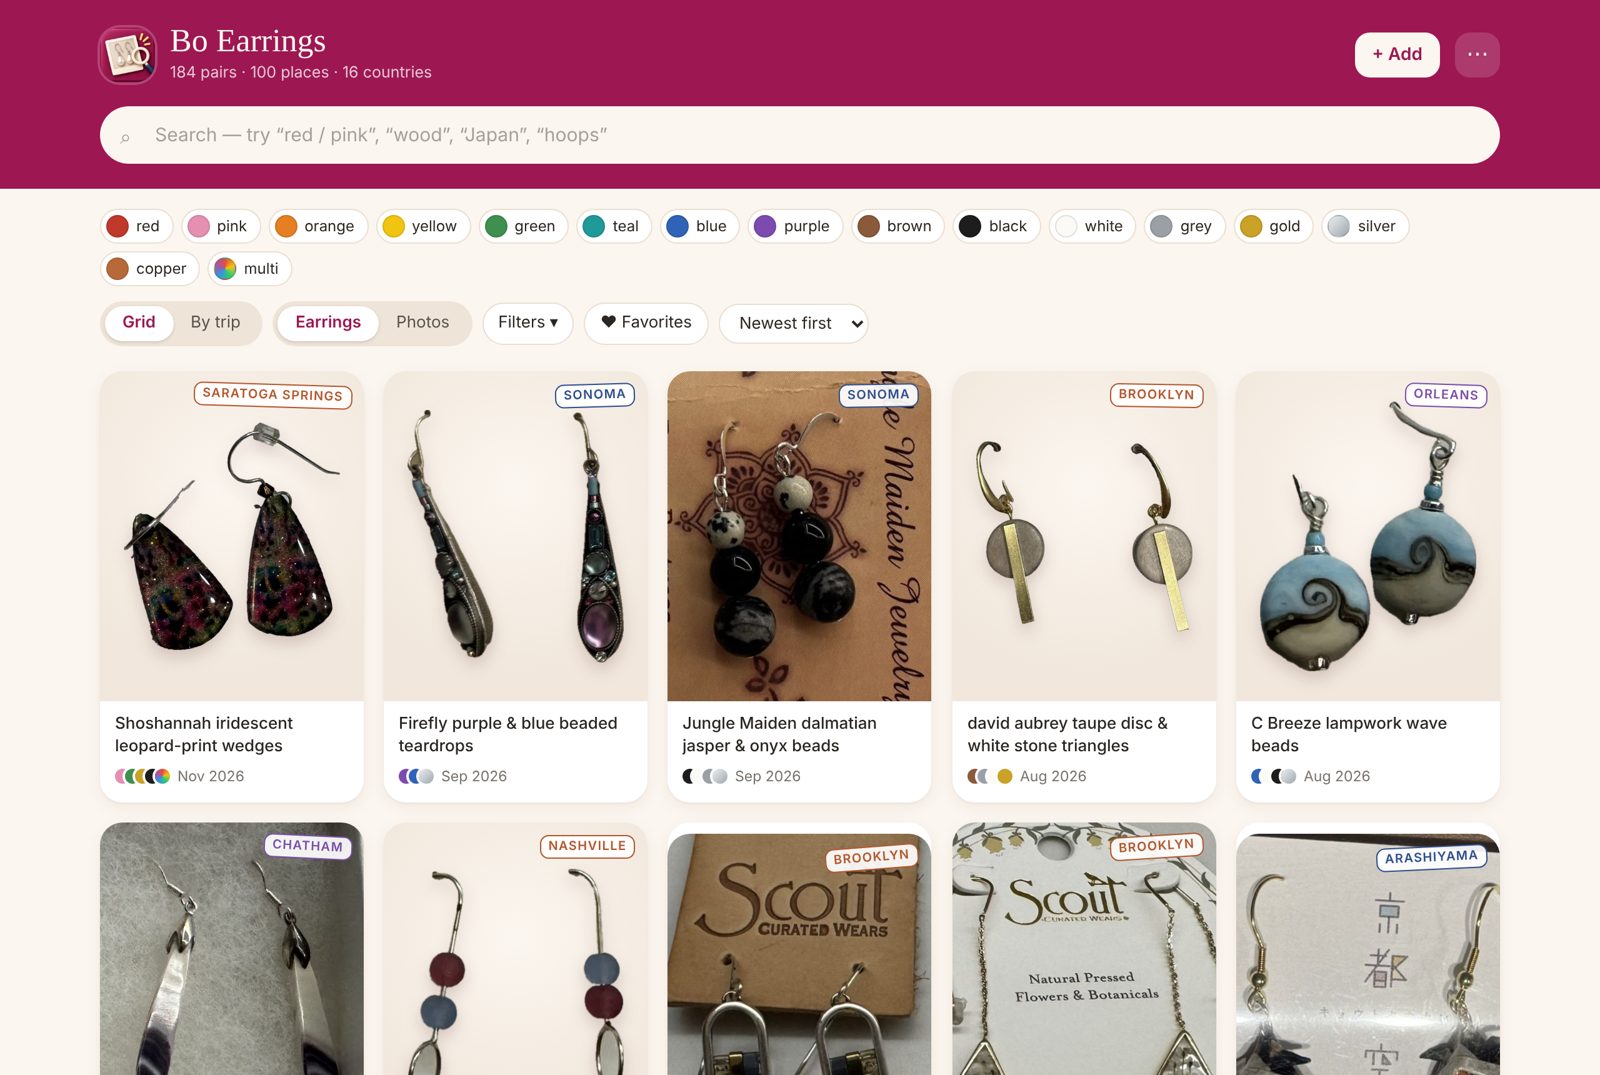 Bo Earrings
184 pairs · 100 places · 16 countries
+ Add
Search — try “red / pink”, “wood”, “Japan”, “hoops”
red
pink
orange
yellow
green
teal
blue
purple
brown
black
white
grey
gold
silver
copper
multi
Grid
By trip
Earrings
Photos
Filters ▾
♥ Favorites
Newest first
SARATOGA SPRINGS
Shoshannah iridescent
leopard-print wedges
Nov 2026
SONOMA
Firefly purple & blue beaded
teardrops
Sep 2026
SONOMA
Maiden Jewelry
Jungle Maiden dalmatian
jasper & onyx beads
Sep 2026
BROOKLYN
david aubrey taupe disc &
white stone triangles
Aug 2026
ORLEANS
C Breeze lampwork wave
beads
Aug 2026
CHATHAM
NASHVILLE
BROOKLYN
Scout
CURATED WEARS
BROOKLYN
Scout
CURATED WEARS
Natural Pressed
Flowers & Botanicals
ARASHIYAMA
京
都